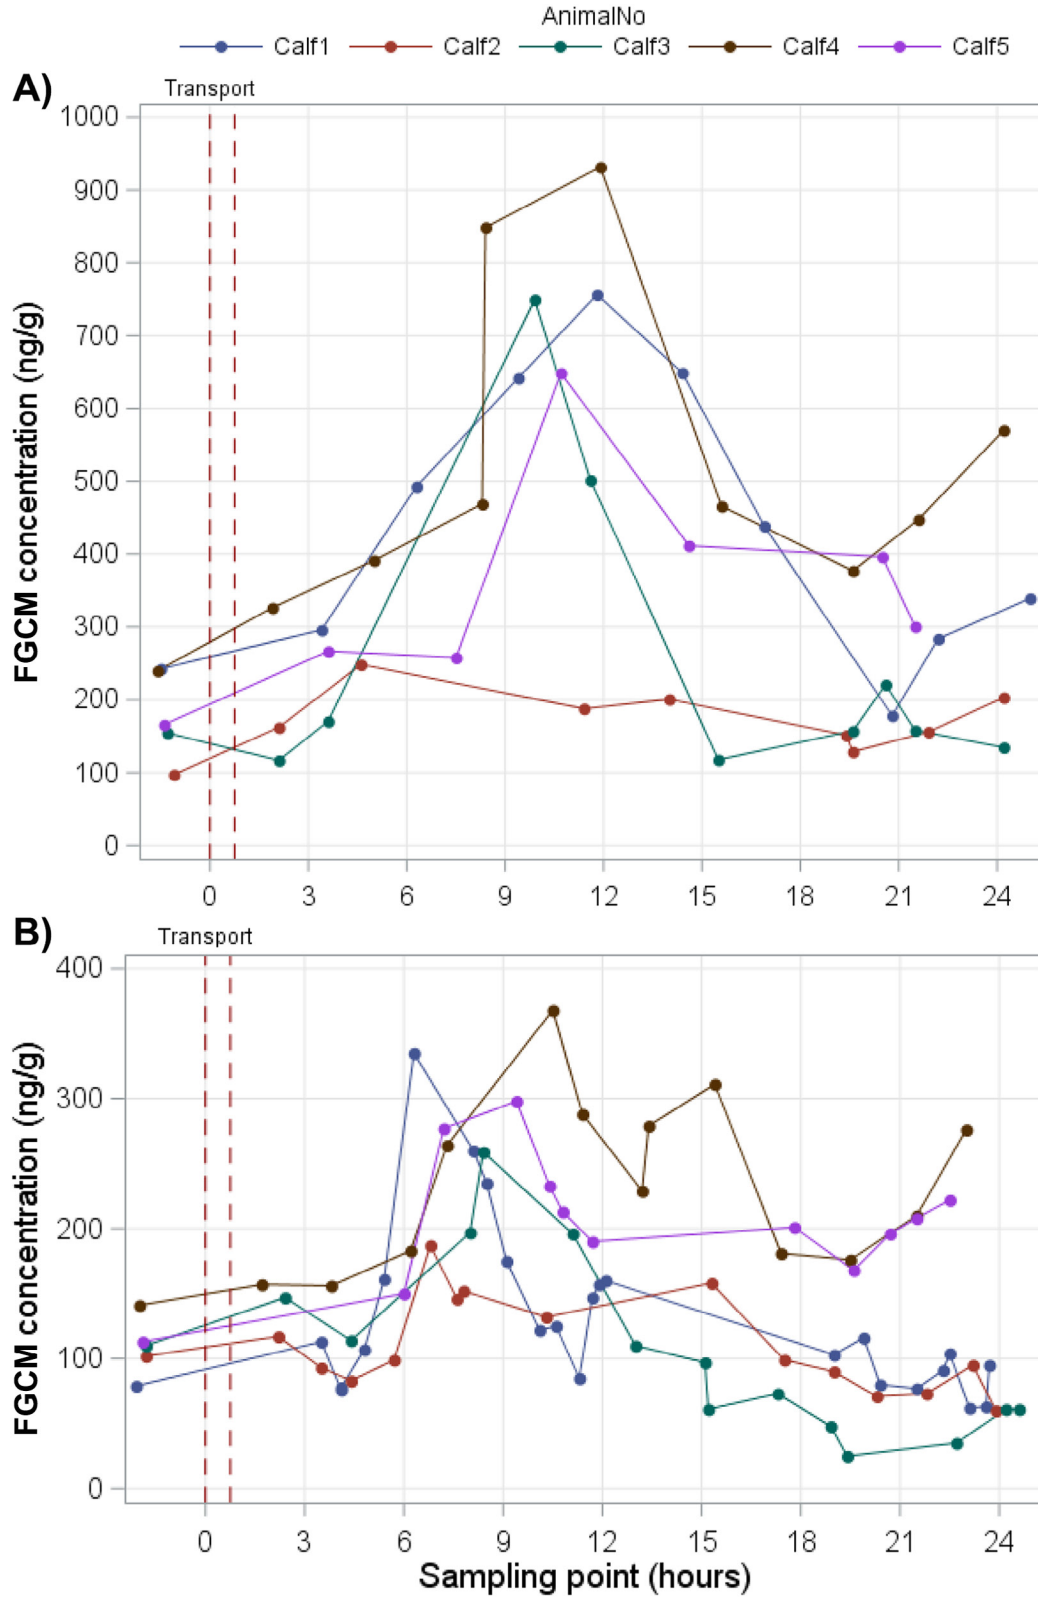 AnimalNo
Calf1 Calf2 Calf3 Calf4 Calf5
A)
Transport
1000
900
800
700
600
500
400
300
200
100
0
FGCM concentration (ng/g)
0 3 6 9 12 15 18 21 24
B)
Transport
400
300
200
100
0
FGCM concentration (ng/g)
0 3 6 9 12 15 18 21 24
Sampling point (hours)